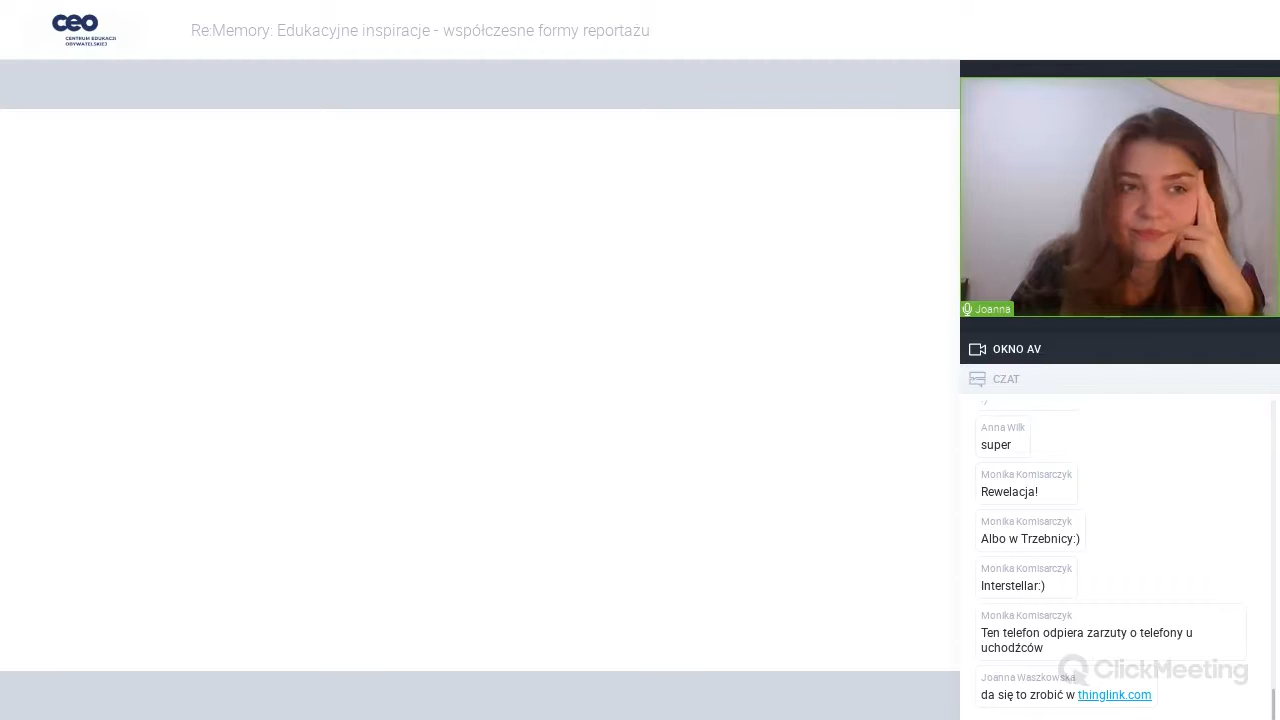 ceo
CENTRUM EDUKACJI
OBYWATELSKIEJ
Re:Memory: Edukacyjne inspiracje - współczesne formy reportażu
Joanna
OKNO AV
CZAT
Anna Wilk
super
Monika Komisarczyk
Rewelacja!
Monika Komisarczyk
Albo w Trzebnicy:)
Monika Komisarczyk
Interstellar:)
Monika Komisarczyk
Ten telefon odpiera zarzuty o telefony u
uchodźców
ClickMeeting
Joanna Waszkowska
da się to zrobić w thinglink.com